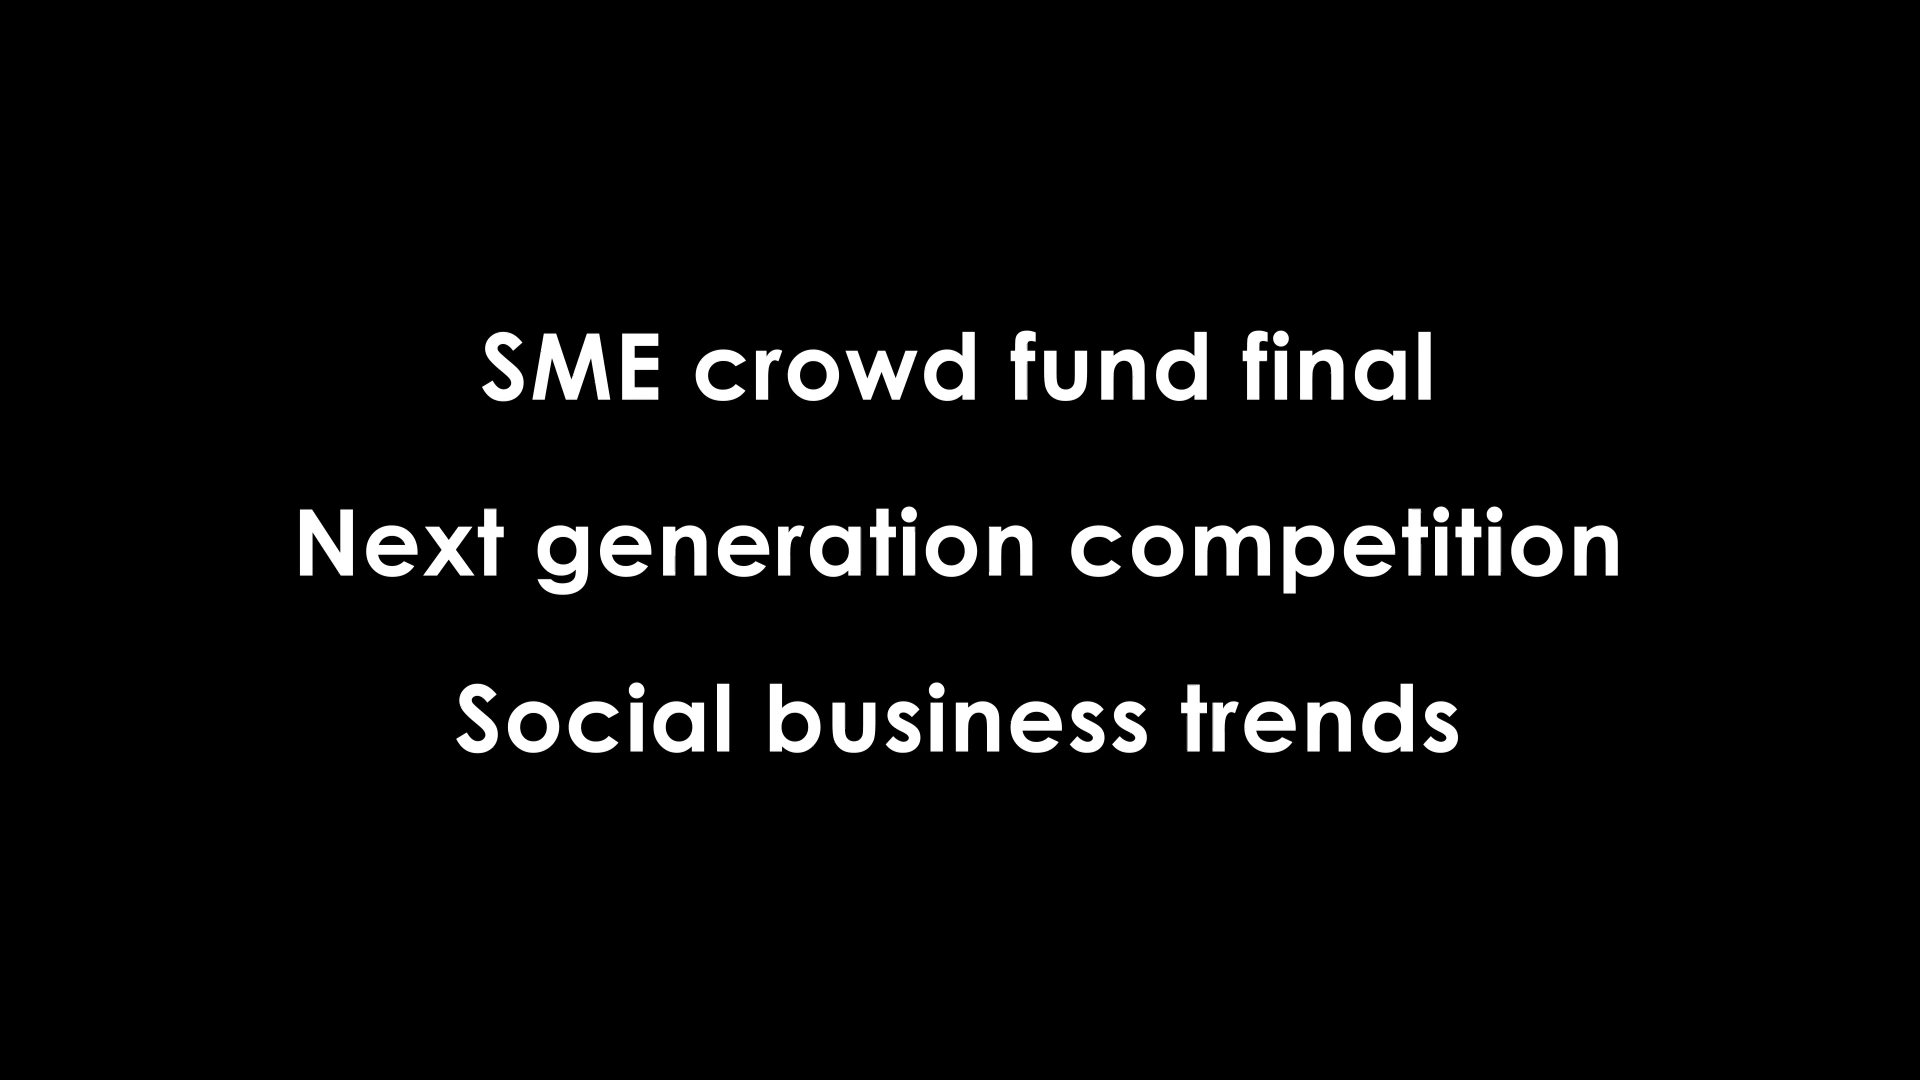 SME crowd fund final
Next generation competition
Social business trends